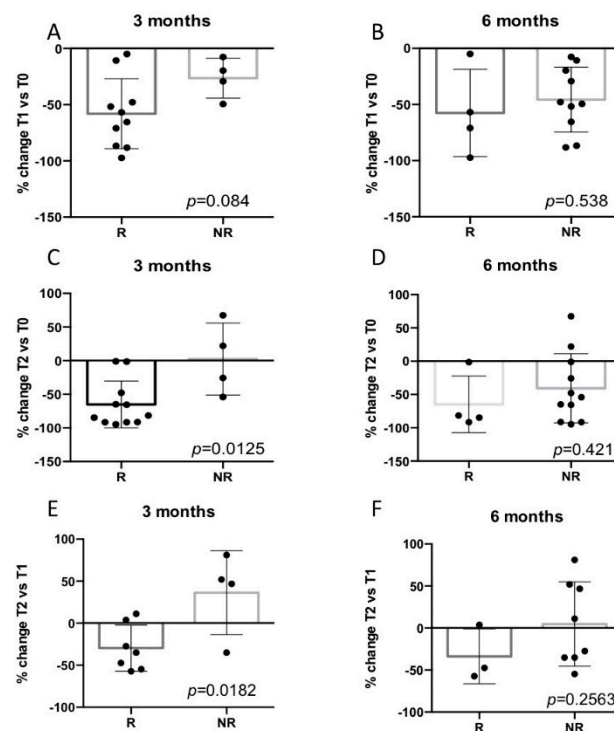 A
3 months
% change T1 vs T0
0
-50
-100
-150
p=0.084
R
NR
B
6 months
% change T1 vs T0
0
-50
-100
-150
p=0.538
R
NR
C
3 months
% change T2 vs T0
100
50
0
-50
-100
-150
p=0.0125
R
NR
D
6 months
% change T2 vs T0
100
50
0
-50
-100
-150
p=0.421
R
NR
E
3 months
% change T2 vs T1
100
50
0
-50
-100
p=0.0182
R
NR
F
6 months
% change T2 vs T1
100
50
0
-50
-100
p=0.2563
R
NR